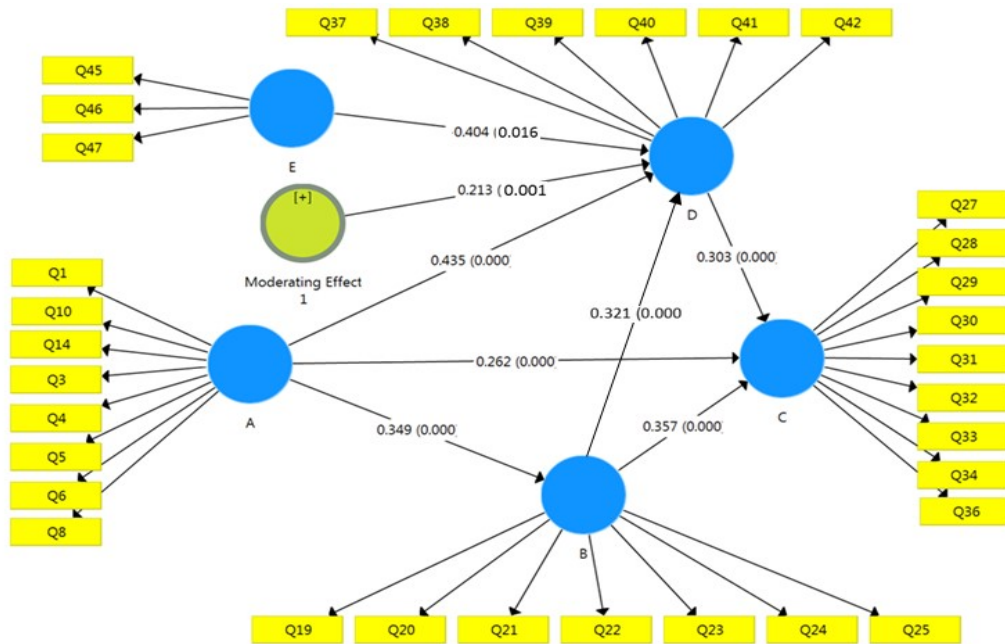 Q37
Q38
Q39
Q40
Q41
Q42
Q45
Q46
Q47
E
0.404 (0.016
[+]
0.213 (0.001
Moderating Effect
1
D
Q27
Q28
Q29
Q30
Q31
Q32
Q33
Q34
Q36
0.435 (0.000)
0.303 (0.000)
0.321 (0.000
Q1
Q10
Q14
Q3
Q4
Q5
Q6
Q8
A
0.262 (0.000)
C
0.349 (0.000)
0.357 (0.000)
B
Q19
Q20
Q21
Q22
Q23
Q24
Q25